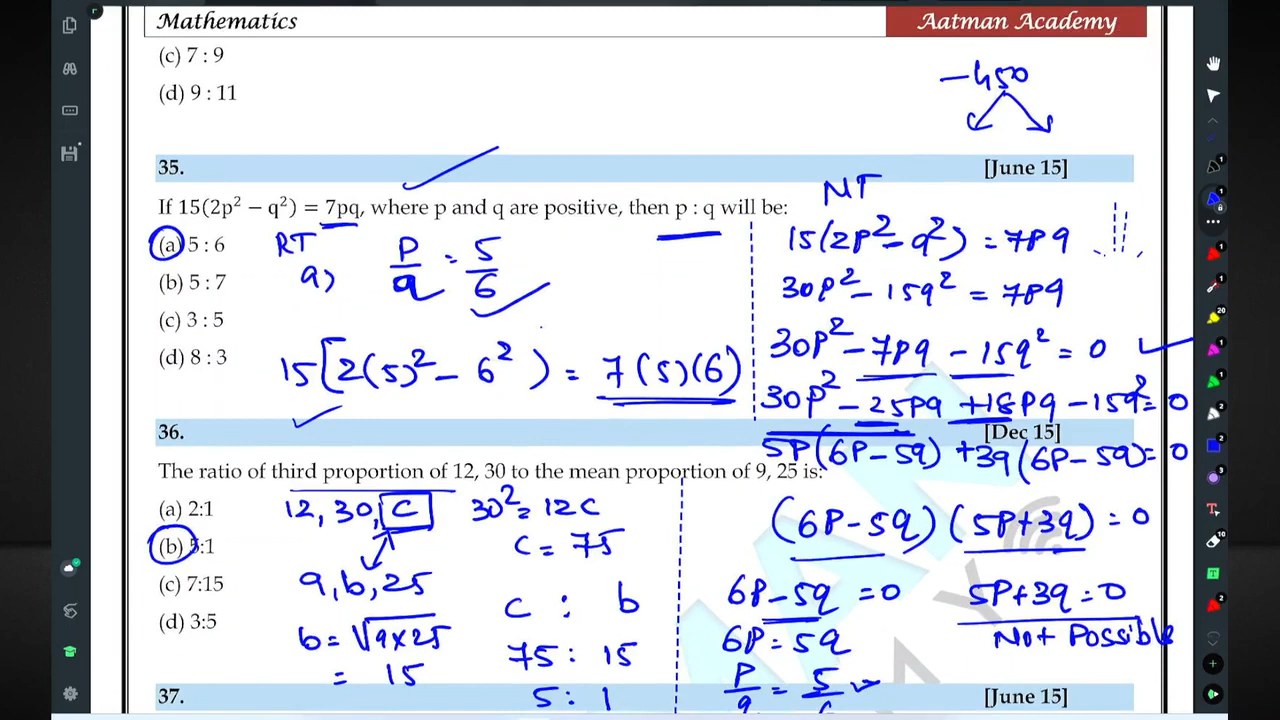 Mathematics
Aatman Academy
(c) 7 : 9
(d) 9 : 11
-450
35.
[June 15]
If 15(2p² − q²) = 7pq, where p and q are positive, then p : q will be:
(a) 5 : 6
(b) 5 : 7
(c) 3 : 5
(d) 8 : 3
RT
a)
P/q = 5/6
15[2(5)² - 6²) = 7(5)(6)
NT
15(2P² - q²) = 7Pq
30P² - 15q² = 7Pq
30P² - 7Pq - 15q² = 0
30P² - 25Pq + 18Pq - 15q² = 0
5P(6P - 5q) + 3q(6P - 5q) = 0
(6P - 5q)(5P + 3q) = 0
6P - 5q = 0
6P = 5q
P/q = 5/6
5P + 3q = 0
Not Possible
36.
[Dec 15]
The ratio of third proportion of 12, 30 to the mean proportion of 9, 25 is:
(a) 2:1
(b) 5:1
(c) 7:15
(d) 3:5
12, 30, C
30² = 12C
C = 75
9, b, 25
b = √9×25
= 15
C : b
75 : 15
5 : 1
37.
[June 15]